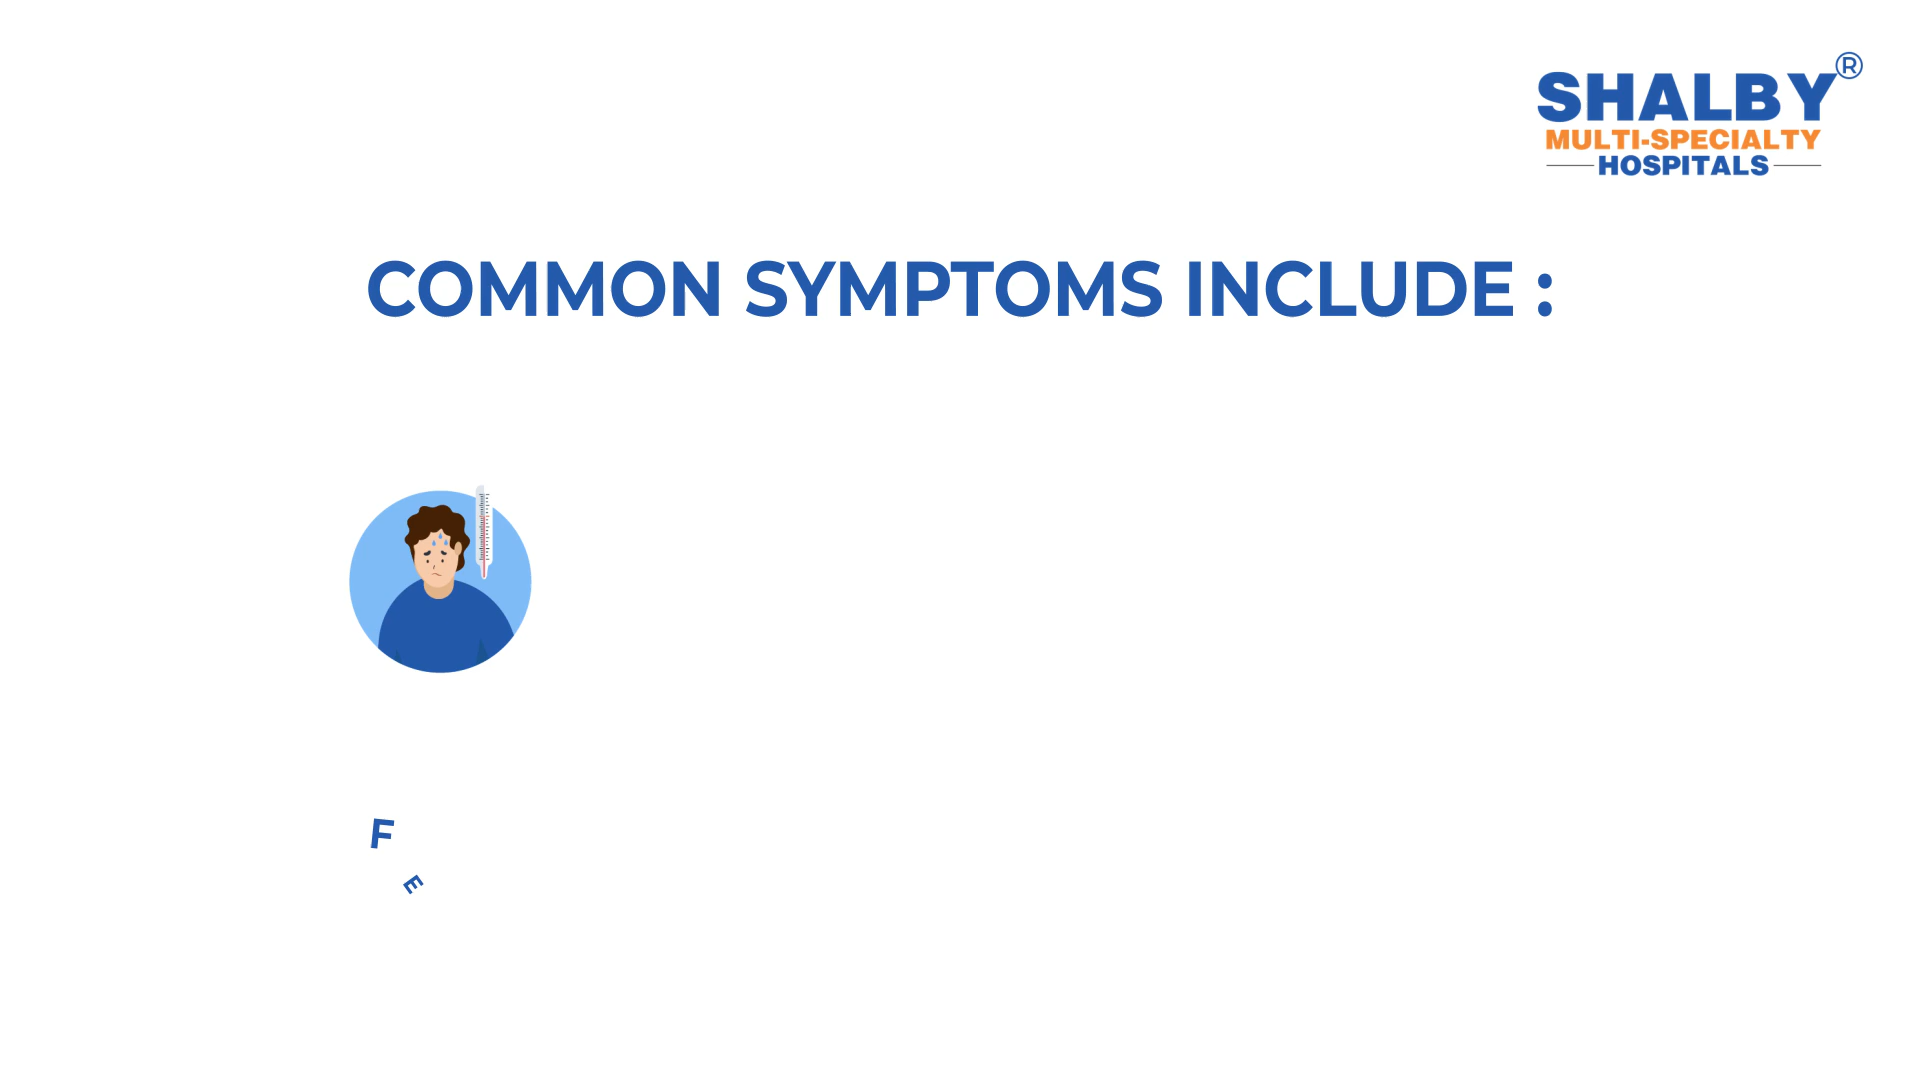 SHALBY®
MULTI-SPECIALTY
HOSPITALS
COMMON SYMPTOMS INCLUDE :
F
E